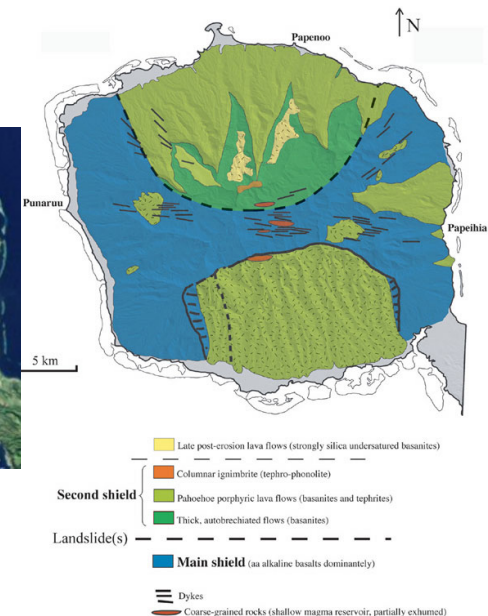 N
Papenoo
Punaruu
Papeihia
5 km
Late post-erosion lava flows (strongly silica undersatured basanites)
Columnar ignimbrite (tephro-phonolite)
Second shield
Pahoehoe porphyric lava flows (basanites and tephrites)
Thick, autobrechiated flows (basanites)
Landslide(s)
Main shield (aa alkaline basalts dominantely)
Dykes
Coarse-grained rocks (shallow magma reservoir, partially exhumed)